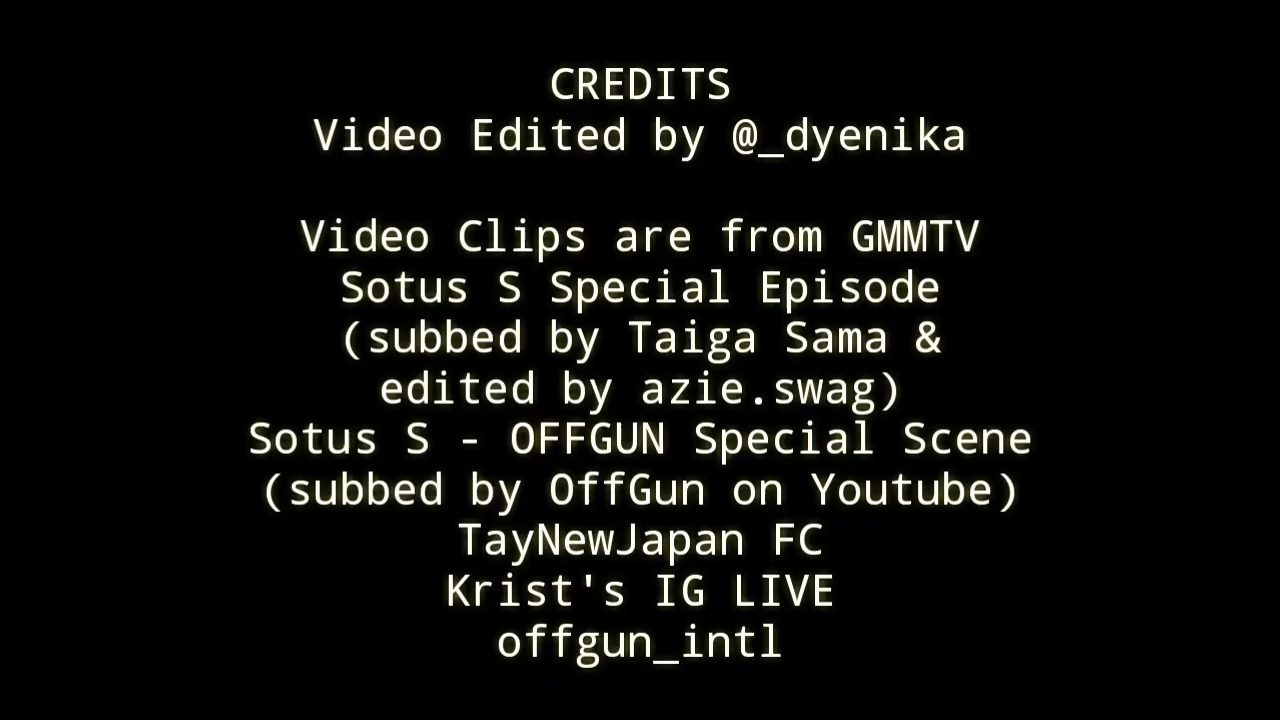 CREDITS
Video Edited by @_dyenika
Video Clips are from GMMTV
Sotus S Special Episode
(subbed by Taiga Sama &
edited by azie.swag)
Sotus S - OFFGUN Special Scene
(subbed by OffGun on Youtube)
TayNewJapan FC
Krist's IG LIVE
offgun_intl